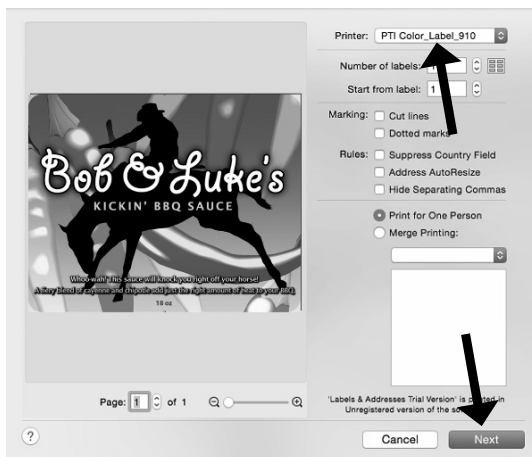 Printer: PTI Color_Label_910
Number of labels:
Start from label: 1
Marking: Cut lines
Dotted marks
Rules: Suppress Country Field
Address AutoResize
Hide Separating Commas
Print for One Person
Merge Printing:
Bob & Luke's
KICKIN' BBQ SAUCE
Whoo-wah! This sauce will knock you right off your horse!
A fiery blend of cayenne and chipotle add just the right amount of heat to your BBQ.
18 oz
Page: 1 of 1
'Labels & Addresses Trial Version' is printed in
Unregistered version of the
?
Cancel
Next